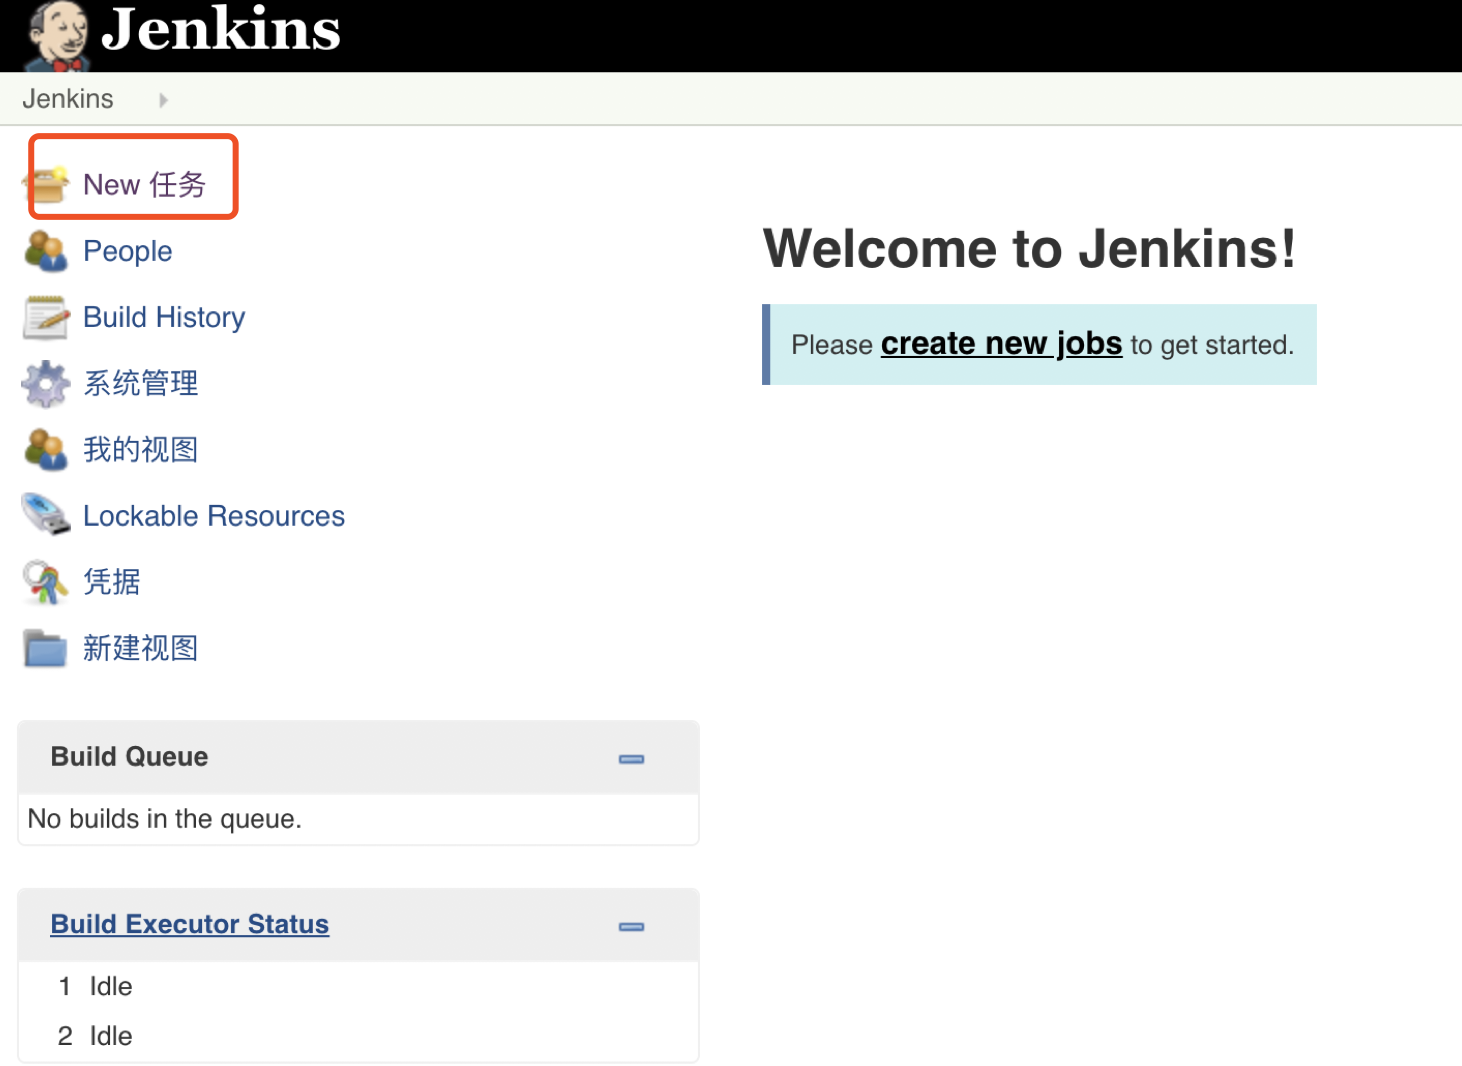 Jenkins
Jenkins
New 任务
People
Build History
系统管理
我的视图
Lockable Resources
凭据
新建视图
Welcome to Jenkins!
Please create new jobs to get started.
Build Queue
No builds in the queue.
Build Executor Status
1 Idle
2 Idle